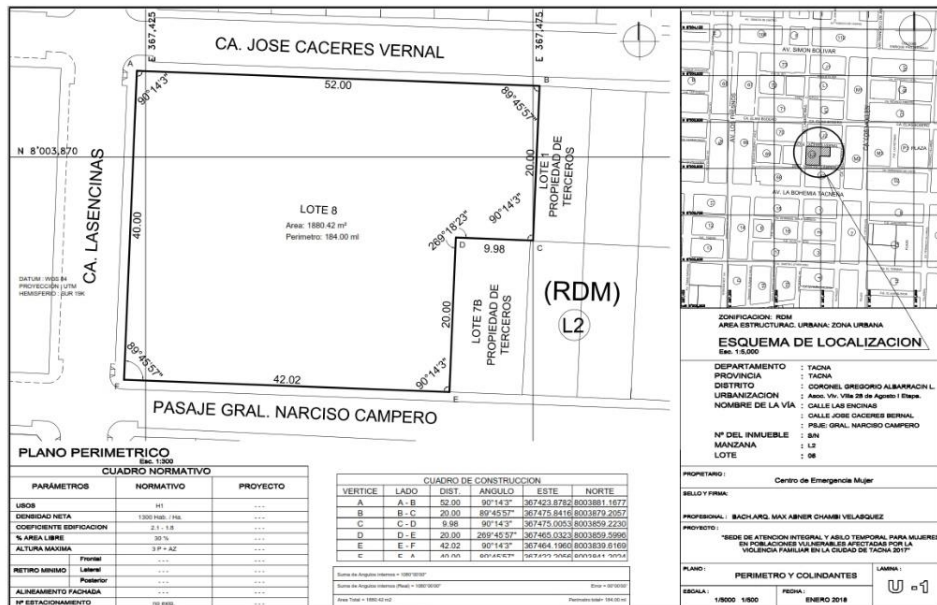 E 367,425
E 367,475
CA. JOSE CACERES VERNAL
A
B
90°14'3"
52.00
89°45'57"
N 8'003,870
CA. LASENCINAS
40.00
20.00
LOTE 1
PROPIEDAD DE
TERCEROS
LOTE 8
Area: 1880.42 m²
Perimetro: 184.00 ml
90°14'3"
269°18'23"
D
9.98
C
DATUM : WGS 84
PROYECCION : UTM
HEMISFERIO : SUR 19K
20.00
LOTE 7B
PROPIEDAD DE
TERCEROS
(RDM)
L2
89°45'57"
F
42.02
90°14'3"
E
PASAJE GRAL. NARCISO CAMPERO
PLANO PERIMETRICO
Esc. 1:300
CUADRO NORMATIVO
PARÁMETROS NORMATIVO PROYECTO
USOS H1 ---
DENSIDAD NETA 1300 Hab. / Ha. ---
COEFICIENTE EDIFICACION 2.1 - 1.8 ---
% AREA LIBRE 30 % ---
ALTURA MAXIMA 3 P + AZ ---
RETIRO MINIMO
Frontal --- ---
Lateral --- ---
Posterior --- ---
ALINEAMIENTO FACHADA --- ---
Nº ESTACIONAMIENTO
CUADRO DE CONSTRUCCION
VERTICE LADO DIST. ANGULO ESTE NORTE
A A - B 52.00 90°14'3" 367423.8782 8003881.1677
B B - C 20.00 89°45'57" 367475.8416 8003879.2057
C C - D 9.98 90°14'3" 367475.0053 8003859.2230
D D - E 20.00 269°45'57" 367465.0323 8003859.5996
E E - F 42.02 90°14'3" 367464.1960 8003839.6169
Area Total = 1880.42 m2
Perimetro total= 184.00 ml
AV. SIMON BOLIVAR
AV. LOS FRESNOS
PLAZA
AV. LA BOHEMIA TACNEÑA
ZONIFICACION: RDM
AREA ESTRUCTURAC. URBANA: ZONA URBANA
ESQUEMA DE LOCALIZACION
Esc. 1:5,000
DEPARTAMENTO : TACNA
PROVINCIA : TACNA
DISTRITO : CORONEL GREGORIO ALBARRACIN L.
URBANIZACION : Asoc. Viv. Villa 28 de Agosto I Etapa.
NOMBRE DE LA VÍA : CALLE LAS ENCINAS
: CALLE JOSE CACERES BERNAL
: PSJE: GRAL. NARCISO CAMPERO
Nº DEL INMUEBLE : S/N
MANZANA : L2
LOTE : 08
PROPIETARIO :
Centro de Emergencia Mujer
SELLO Y FIRMA:
PROFESIONAL : BACH.ARQ. MAX ABNER CHAMBI VELASQUEZ
PROYECTO :
"SEDE DE ATENCIÓN INTEGRAL Y ASILO TEMPORAL PARA MUJERES
EN POBLACIONES VULNERABLES AFECTADAS POR LA
VIOLENCIA FAMILIAR EN LA CIUDAD DE TACNA 2017"
PLANO :
PERIMETRO Y COLINDANTES
LAMINA :
U -1
ESCALA :
1/5000 1/500
FECHA :
ENERO 2018